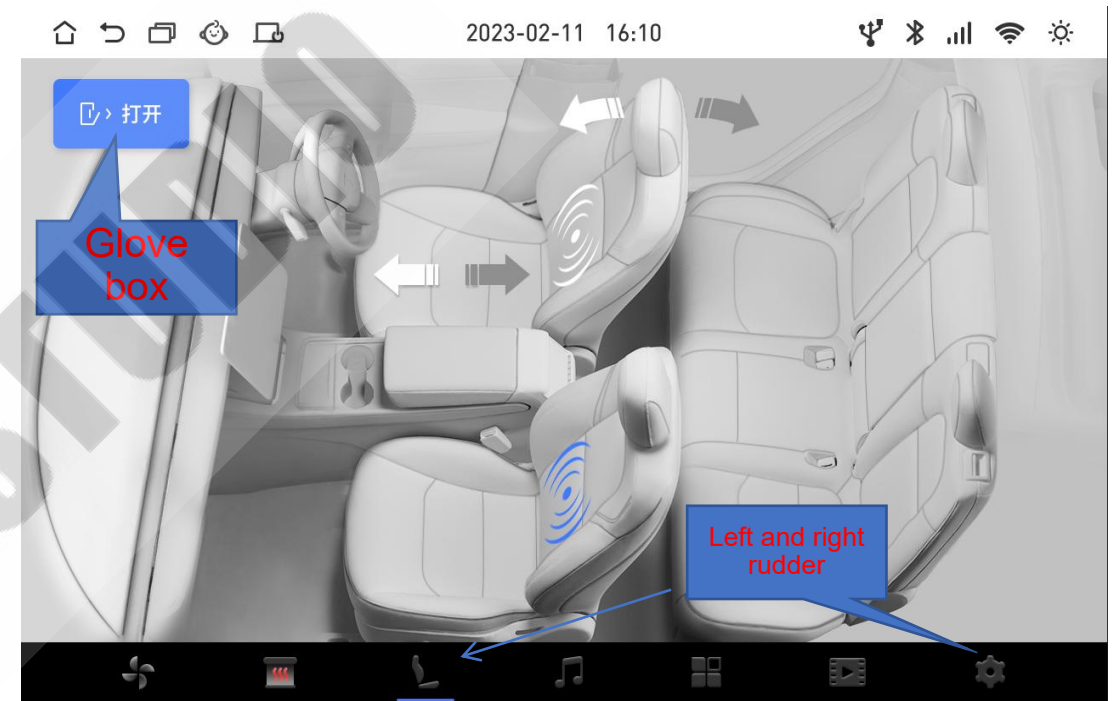 2023-02-11 16:10
打开
Glove
box
Left and right
rudder